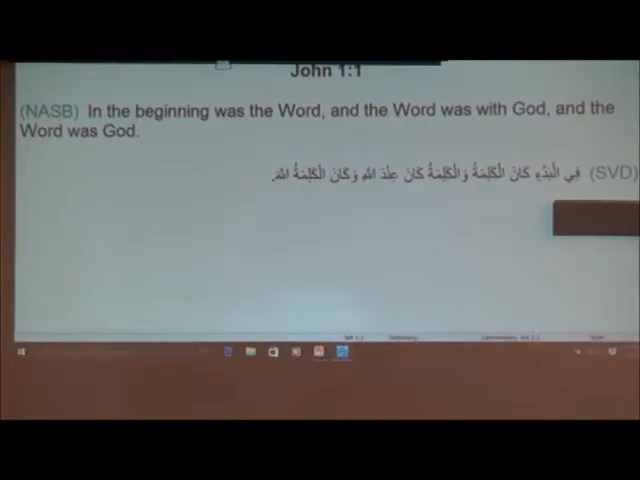 John 1:1
(NASB) In the beginning was the Word, and the Word was with God, and the
Word was God.
(SVD) فِي الْبَدْءِ كَانَ الْكَلِمَةُ وَالْكَلِمَةُ كَانَ عِنْدَ اللهِ وَكَانَ الْكَلِمَةُ اللهَ.